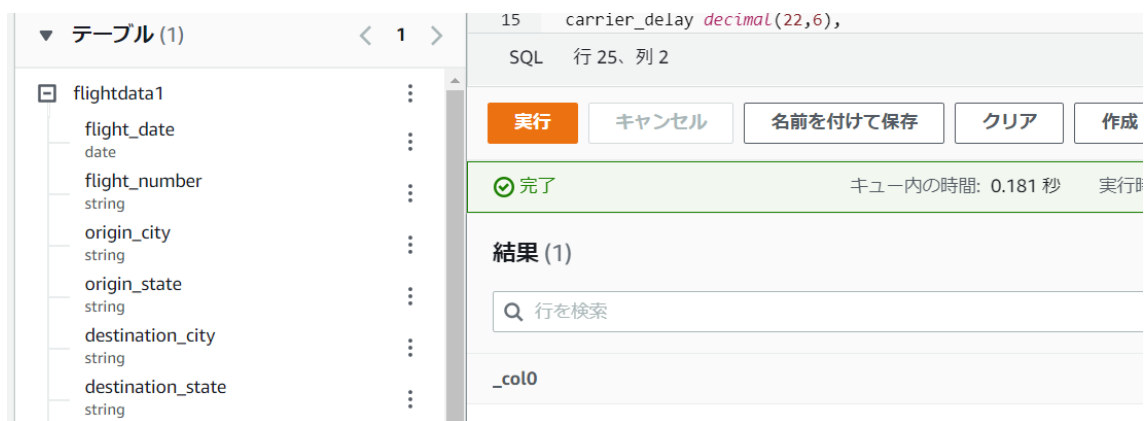 ▼ テーブル (1) < 1 >
flightdata1
flight_date
date
flight_number
string
origin_city
string
origin_state
string
destination_city
string
destination_state
string
15 carrier_delay decimal(22,6),
SQL 行 25、列 2
実行 キャンセル 名前を付けて保存 クリア 作成
完了 キュー内の時間: 0.181 秒 実行時
結果 (1)
行を検索
_col0